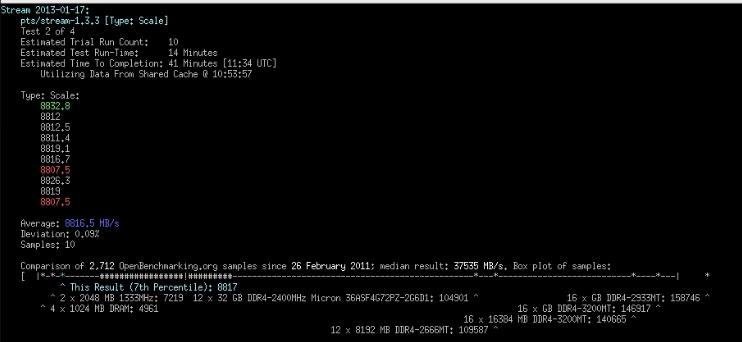 Stream 2013-01-17:
pts/stream-1.3.3 [Type: Scale]
Test 2 of 4
Estimated Trial Run Count: 10
Estimated Test Run-Time: 14 Minutes
Estimated Time To Completion: 41 Minutes [11:34 UTC]
Utilizing Data From Shared Cache @ 10:53:57
Type: Scale:
8832.8
8812
8812.5
8811.4
8819.1
8816.7
8807.5
8826.3
8819
8807.5
Average: 8816.5 MB/s
Deviation: 0.09%
Samples: 10
Comparison of 2,712 OpenBenchmarking.org samples since 26 February 2011; median result: 37535 MB/s. Box plot of samples:
[ |*-*-*-------#################!#########-------------------------------------------------*---*---------------------------*----*---| *
^ This Result (7th Percentile): 8817
^ 2 x 2048 MB 1333MHz: 7219 12 x 32 GB DDR4-2400MHz Micron 36ASF4G72PZ-2G6D1: 104901 ^ 16 x GB DDR4-2933MT: 158746 ^
^ 4 x 1024 MB DRAM: 4961 16 x GB DDR4-3200MT: 146917 ^
16 x 16384 MB DDR4-3200MT: 140665 ^
12 x 8192 MB DDR4-2666MT: 109587 ^